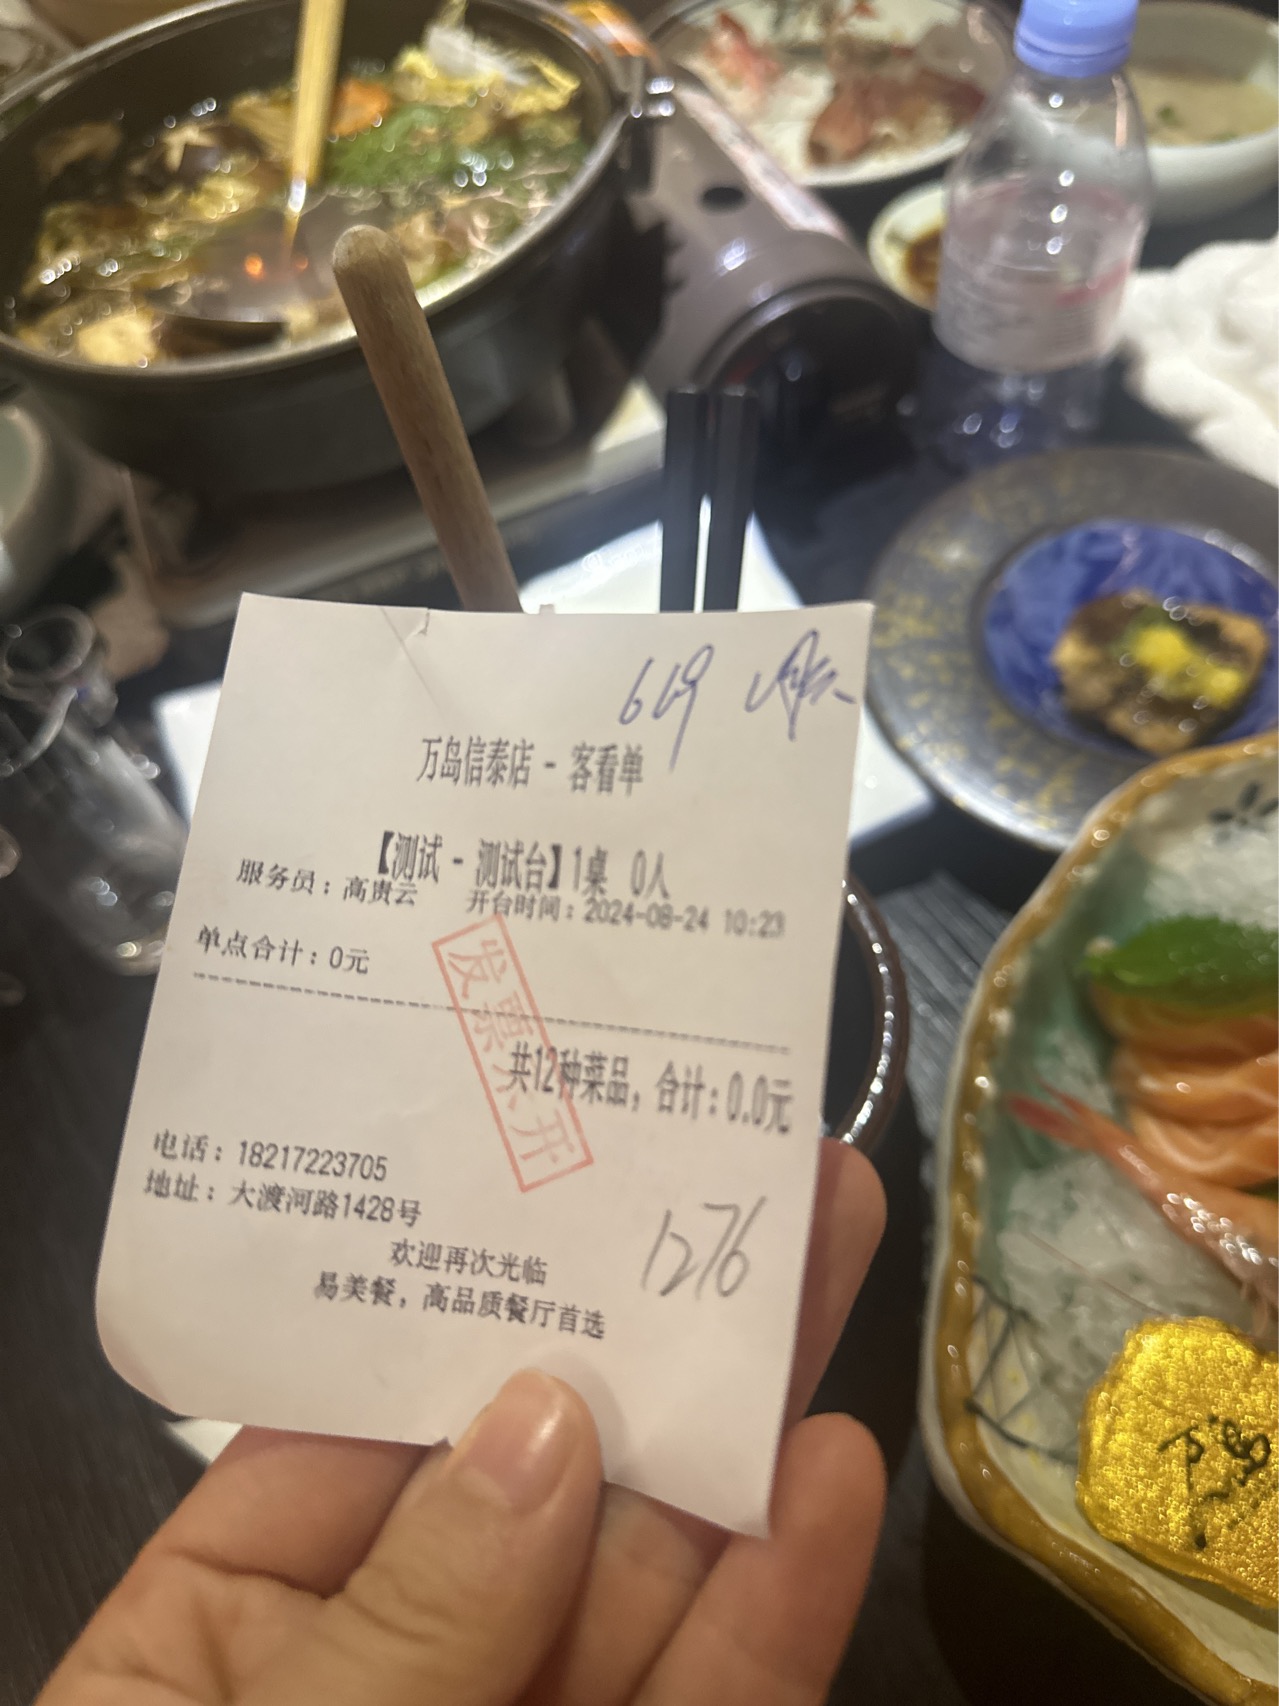 619
万岛信泰店 - 客看单
【测试 - 测试台】1桌 0人
服务员：高贵云 开台时间：2024-08-24 10:23
单点合计：0元
发票未开
共12种菜品，合计：0.0元
电话：18217223705
地址：大渡河路1428号
1276
欢迎再次光临
易美餐，高品质餐厅首选
万岛